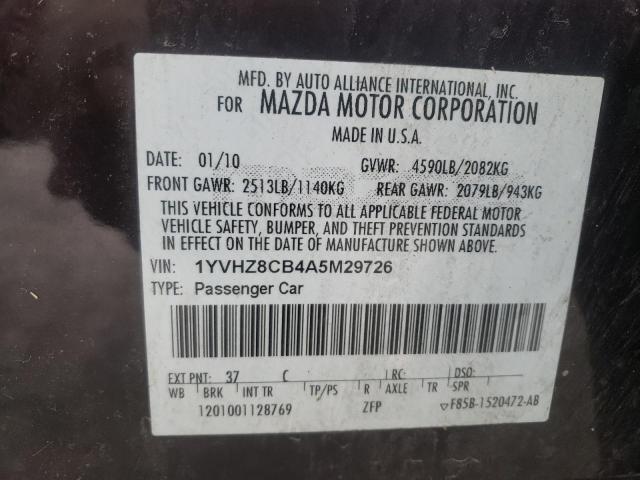 MFD. BY AUTO ALLIANCE INTERNATIONAL, INC.
FOR MAZDA MOTOR CORPORATION
MADE IN U.S.A.
DATE: 01/10 GVWR: 4590LB/2082KG
FRONT GAWR: 2513LB/1140KG REAR GAWR: 2079LB/943KG
THIS VEHICLE CONFORMS TO ALL APPLICABLE FEDERAL MOTOR
VEHICLE SAFETY, BUMPER, AND THEFT PREVENTION STANDARDS
IN EFFECT ON THE DATE OF MANUFACTURE SHOWN ABOVE.
VIN: 1YVHZ8CB4A5M29726
TYPE: Passenger Car
EXT PNT: 37 C RC: DSO:
WB BRK INT TR TP/PS R AXLE TR SPR
1201001128769 ZFP ▽F85B-1520472-AB